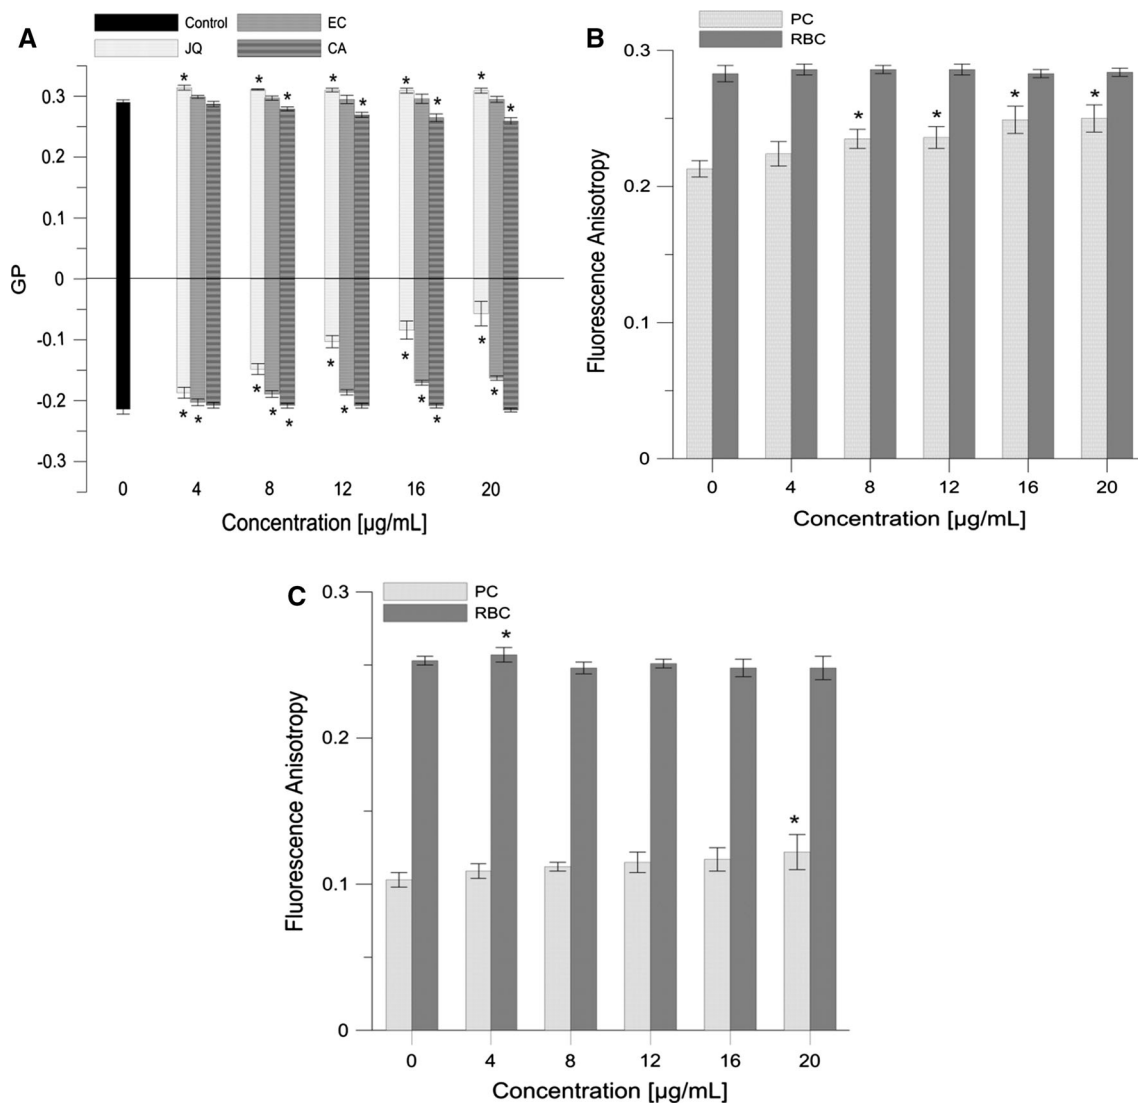 A
Control
EC
JQ
CA
* * * * *
* * * *
0.3
0.2
0.1
0
-0.1
-0.2
-0.3
GP
* * * * *
* * * * *
* *
0 4 8 12 16 20
Concentration [µg/mL]
B
PC
RBC
0.3
0.2
0.1
0
Fluorescence Anisotropy
* * * *
0 4 8 12 16 20
Concentration [µg/mL]
C
PC
RBC
0.3
0.2
0.1
0
Fluorescence Anisotropy
*
*
0 4 8 12 16 20
Concentration [µg/mL]